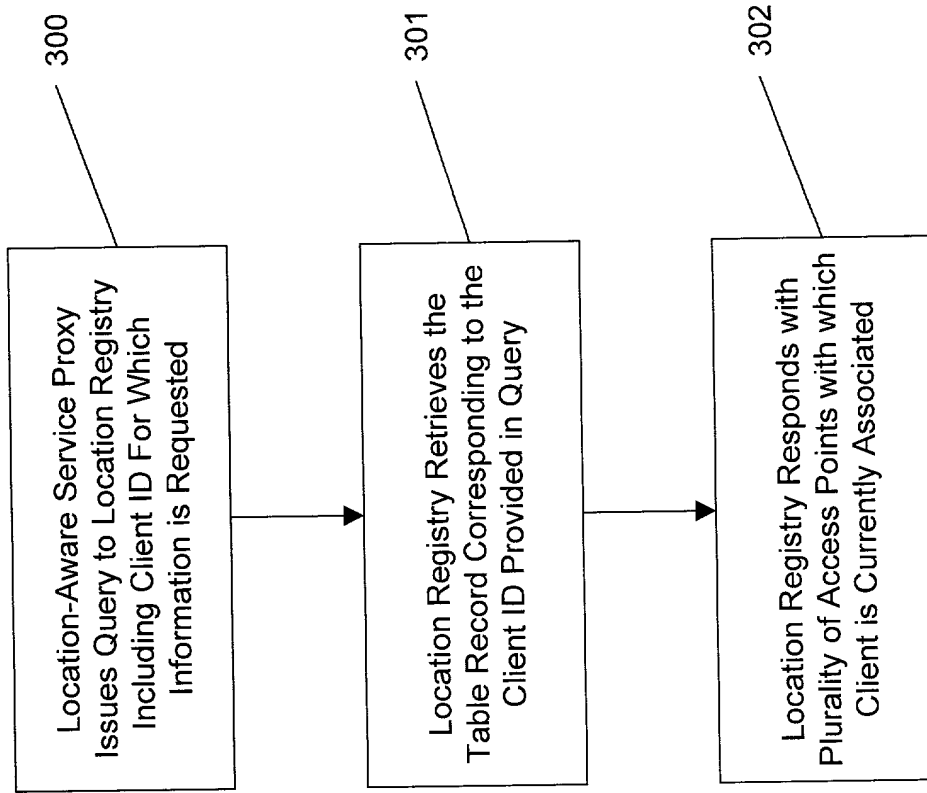 Location-Aware Service Proxy
Issues Query to Location Registry
Including Client ID For Which
Information is Requested
300
Location Registry Retrieves the
Table Record Corresponding to the
Client ID Provided in Query
301
Location Registry Responds with
Plurality of Access Points with which
Client is Currently Associated
302